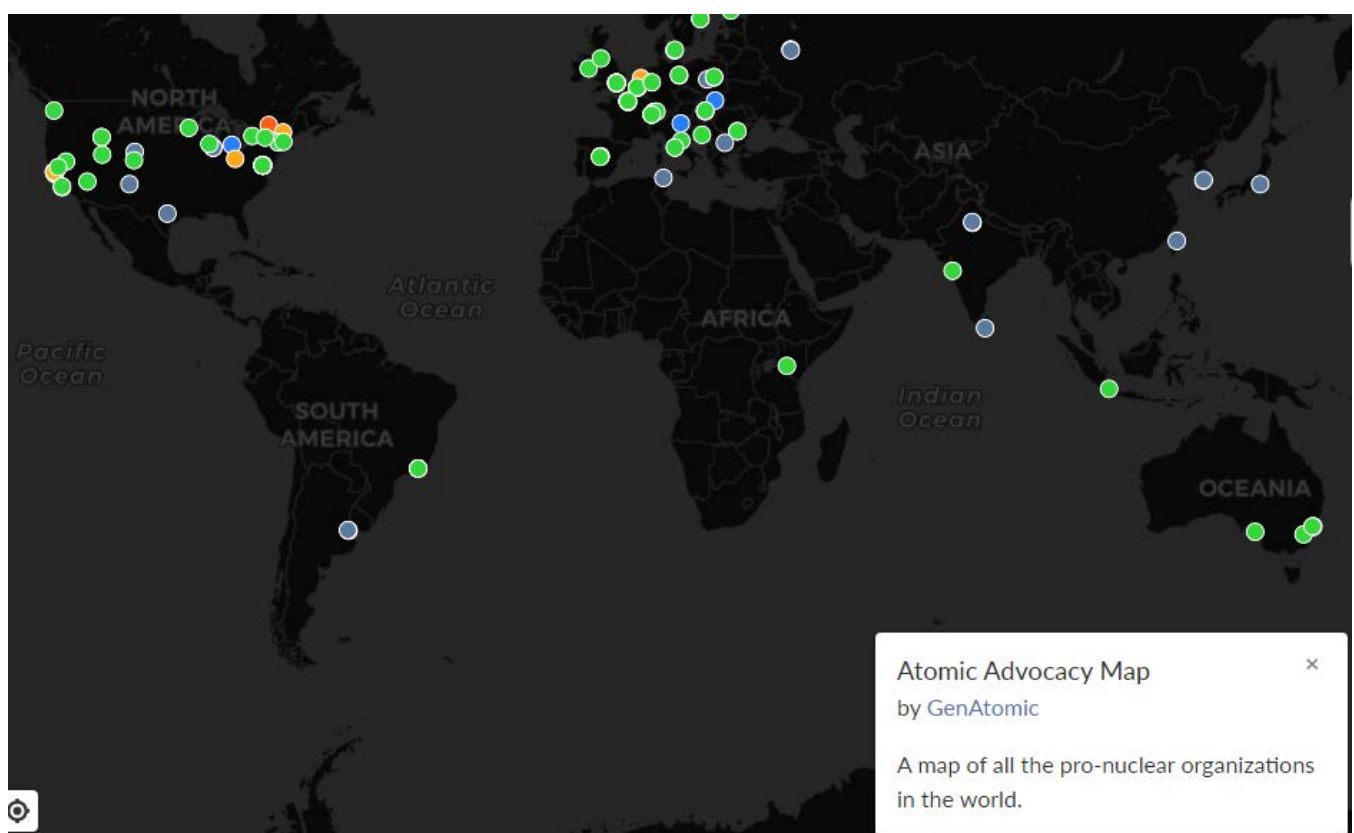 NORTH
AMERICA
ASIA
Atlantic
Ocean
AFRICA
Pacific
Ocean
Indian
Ocean
SOUTH
AMERICA
OCEANIA
Atomic Advocacy Map
×
by GenAtomic
A map of all the pro-nuclear organizations
in the world.